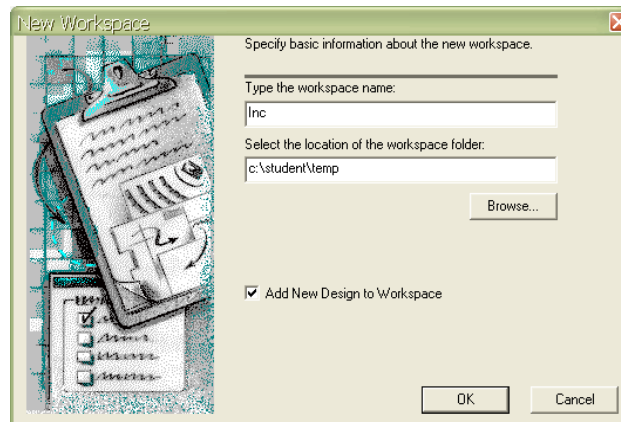 New Workspace
Specify basic information about the new workspace.
Type the workspace name:
Inc
Select the location of the workspace folder:
c:\student\temp
Browse...
Add New Design to Workspace
OK
Cancel